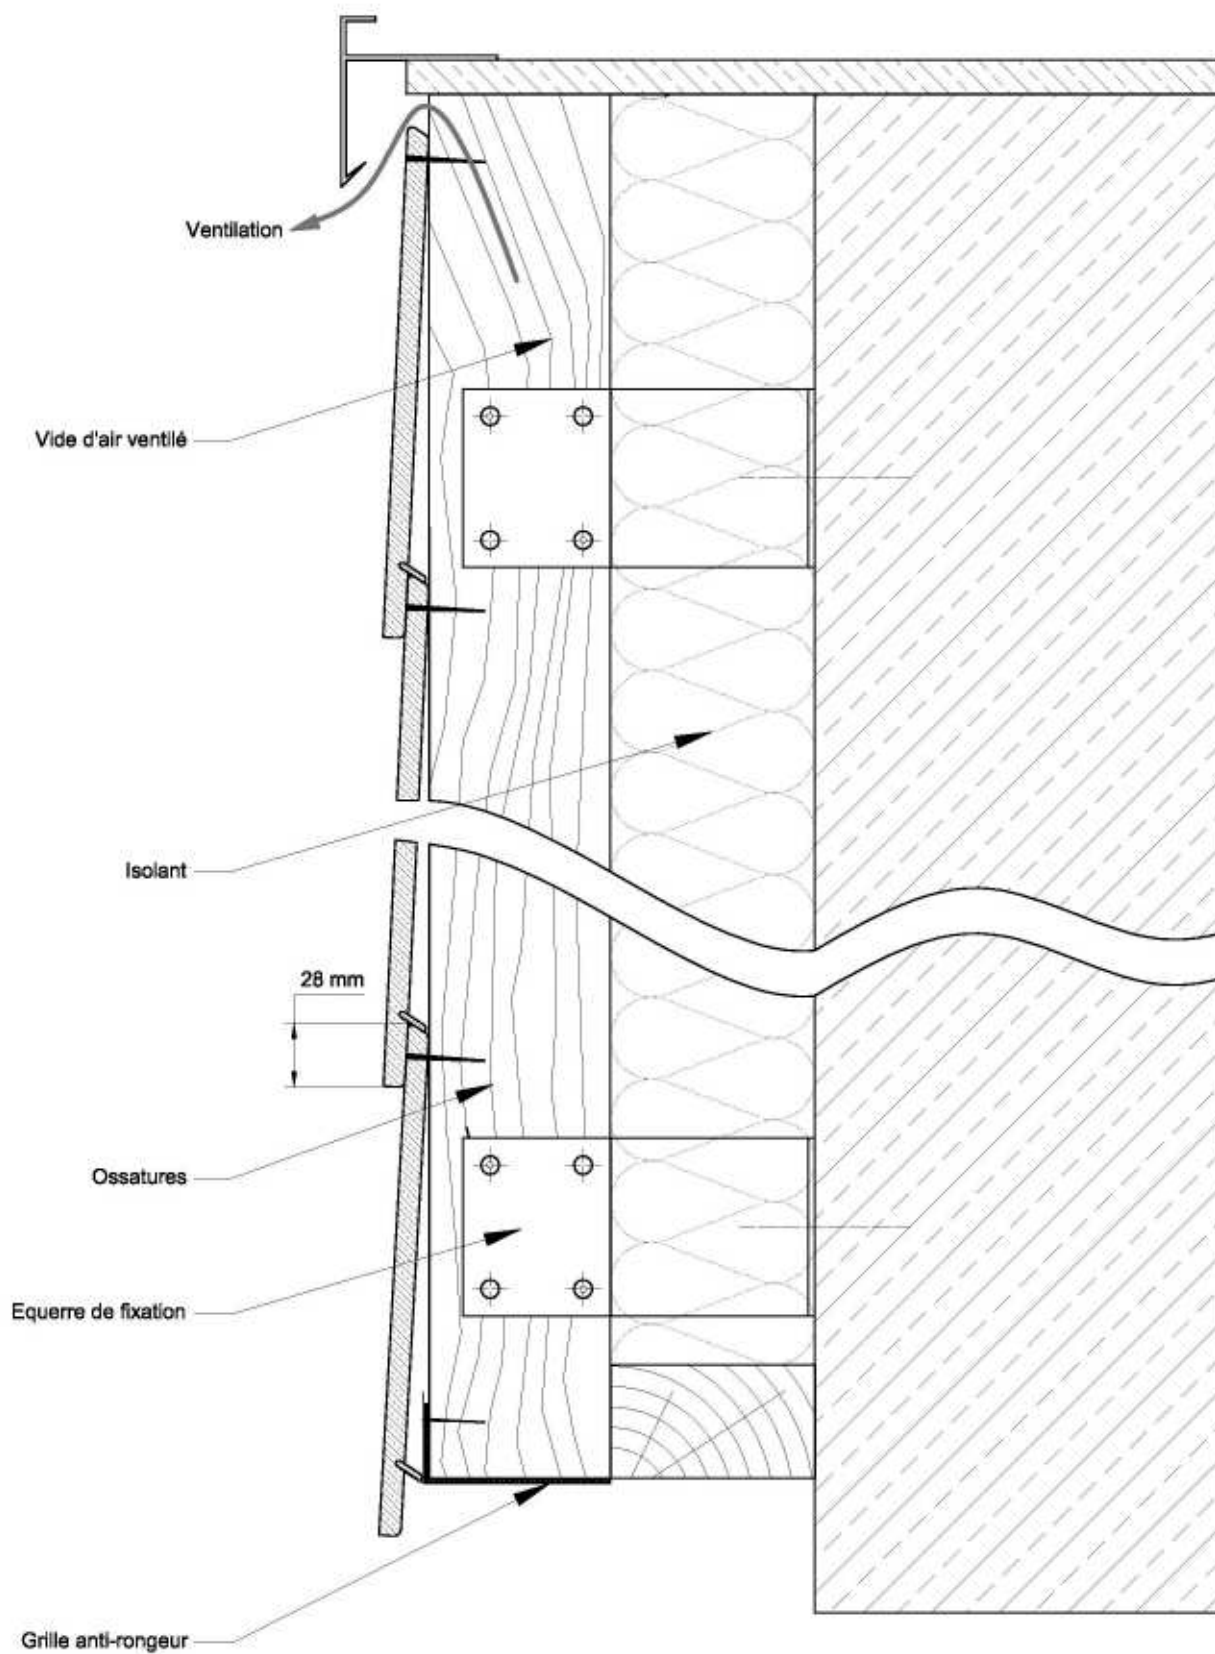 Ventilation
Vide d'air ventilé
Isolant
28 mm
Ossatures
Equerre de fixation
Grille anti-rongeur